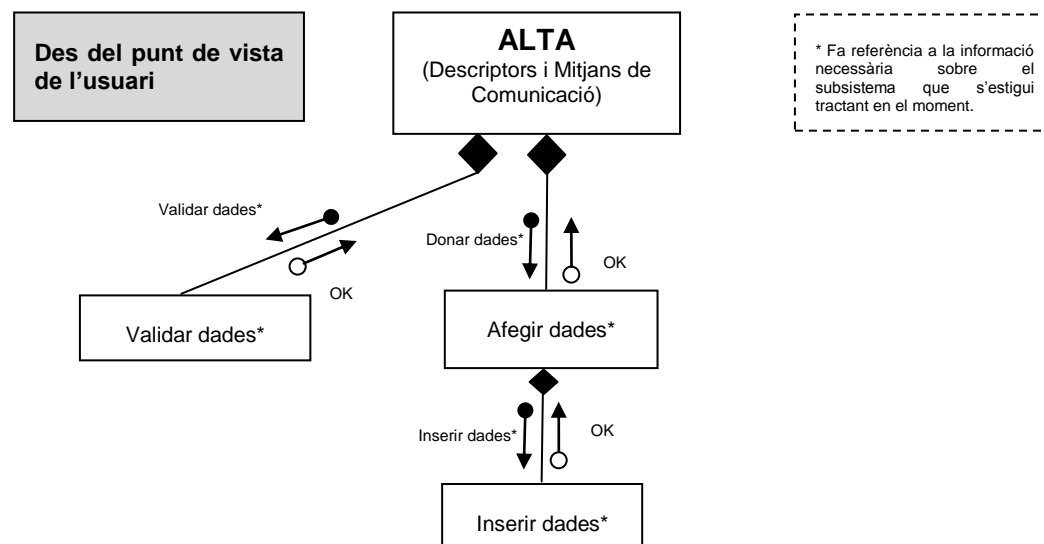 Des del punt de vista
de l’usuari
ALTA
(Descriptors i Mitjans de
Comunicació)
* Fa referència a la informació
necessària sobre el
subsistema que s’estigui
tractant en el moment.
Validar dades*
OK
Donar dades*
OK
Validar dades*
Afegir dades*
Inserir dades*
OK
Inserir dades*